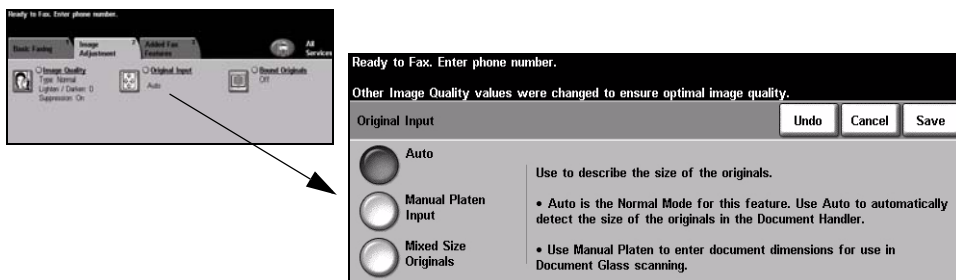 Ready to Fax. Enter phone number.
Basic Faxing
1
Image Adjustment
2
Added Fax Features
3
All Services
Image Quality
Type: Normal
Lighten / Darken: 0
Suppression: On
Original Input
Auto
Bound Originals
Off
Ready to Fax. Enter phone number.
Other Image Quality values were changed to ensure optimal image quality.
Original Input
Undo
Cancel
Save
Auto
Manual Platen
Input
Mixed Size
Originals
Use to describe the size of the originals.
• Auto is the Normal Mode for this feature. Use Auto to automatically
detect the size of the originals in the Document Handler.
• Use Manual Platen to enter document dimensions for use in
Document Glass scanning.